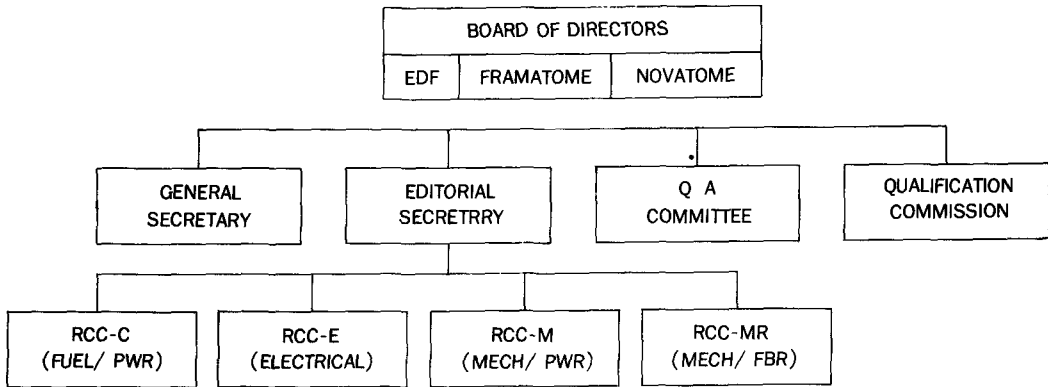 BOARD OF DIRECTORS
EDF FRAMATOME NOVATOME
GENERAL
SECRETARY
EDITORIAL
SECRETRRY
Q A
COMMITTEE
QUALIFICATION
COMMISSION
RCC-C
(FUEL/ PWR)
RCC-E
(ELECTRICAL)
RCC-M
(MECH/ PWR)
RCC-MR
(MECH/ FBR)